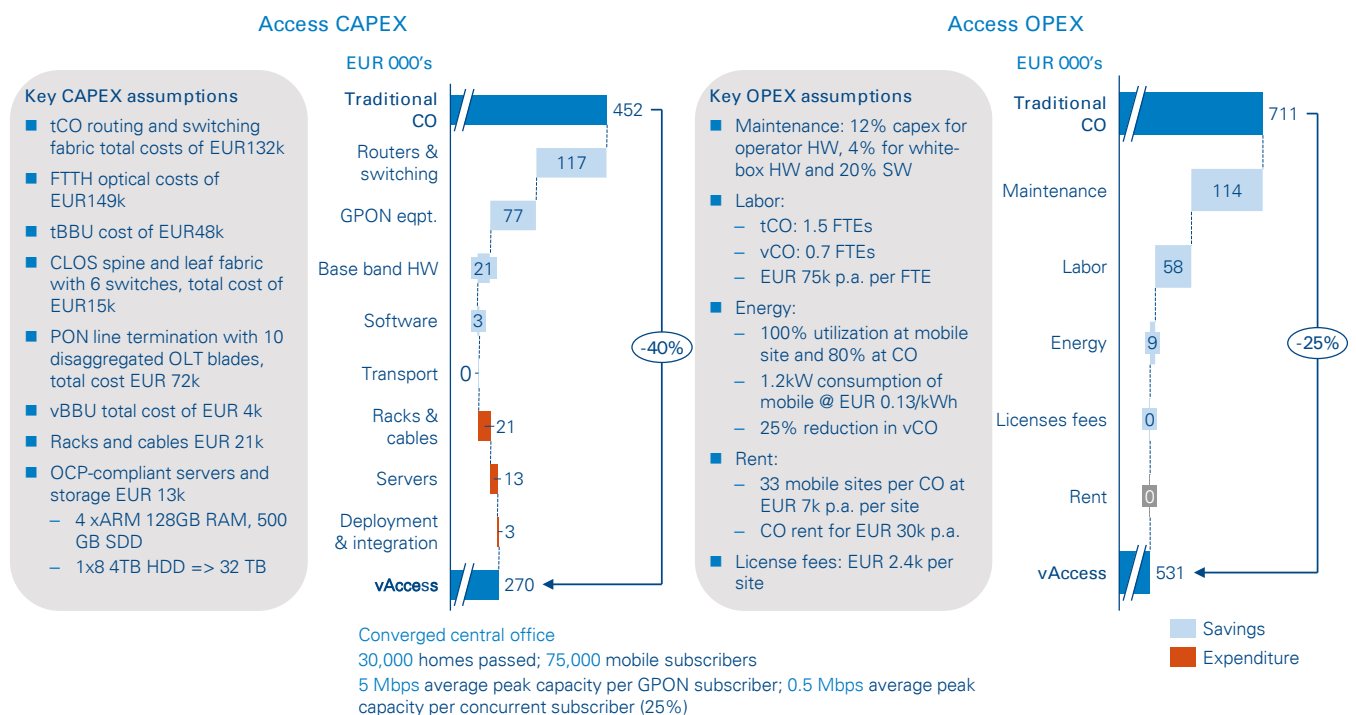 Access CAPEX
EUR 000's
Key CAPEX assumptions
■ tCO routing and switching
fabric total costs of EUR132k
■ FTTH optical costs of
EUR149k
■ tBBU cost of EUR48k
■ CLOS spine and leaf fabric
with 6 switches, total cost of
EUR15k
■ PON line termination with 10
disaggregated OLT blades,
total cost EUR 72k
■ vBBU total cost of EUR 4k
■ Racks and cables EUR 21k
■ OCP-compliant servers and
storage EUR 13k
– 4 xARM 128GB RAM, 500
GB SDD
– 1x8 4TB HDD => 32 TB
Traditional
CO
452
Routers &
switching
117
GPON eqpt.
77
Base band HW
21
Software
3
Transport
0
Racks &
cables
21
Servers
13
Deployment
& integration
3
vAccess
270
-40%
Access OPEX
EUR 000's
Key OPEX assumptions
■ Maintenance: 12% capex for
operator HW, 4% for white-
box HW and 20% SW
■ Labor:
– tCO: 1.5 FTEs
– vCO: 0.7 FTEs
– EUR 75k p.a. per FTE
■ Energy:
– 100% utilization at mobile
site and 80% at CO
– 1.2kW consumption of
mobile @ EUR 0.13/kWh
– 25% reduction in vCO
■ Rent:
– 33 mobile sites per CO at
EUR 7k p.a. per site
– CO rent for EUR 30k p.a.
■ License fees: EUR 2.4k per
site
Traditional
CO
711
Maintenance
114
Labor
58
Energy
9
Licenses fees
0
Rent
0
vAccess
531
-25%
Savings
Expenditure
Converged central office
30,000 homes passed; 75,000 mobile subscribers
5 Mbps average peak capacity per GPON subscriber; 0.5 Mbps average peak
capacity per concurrent subscriber (25%)